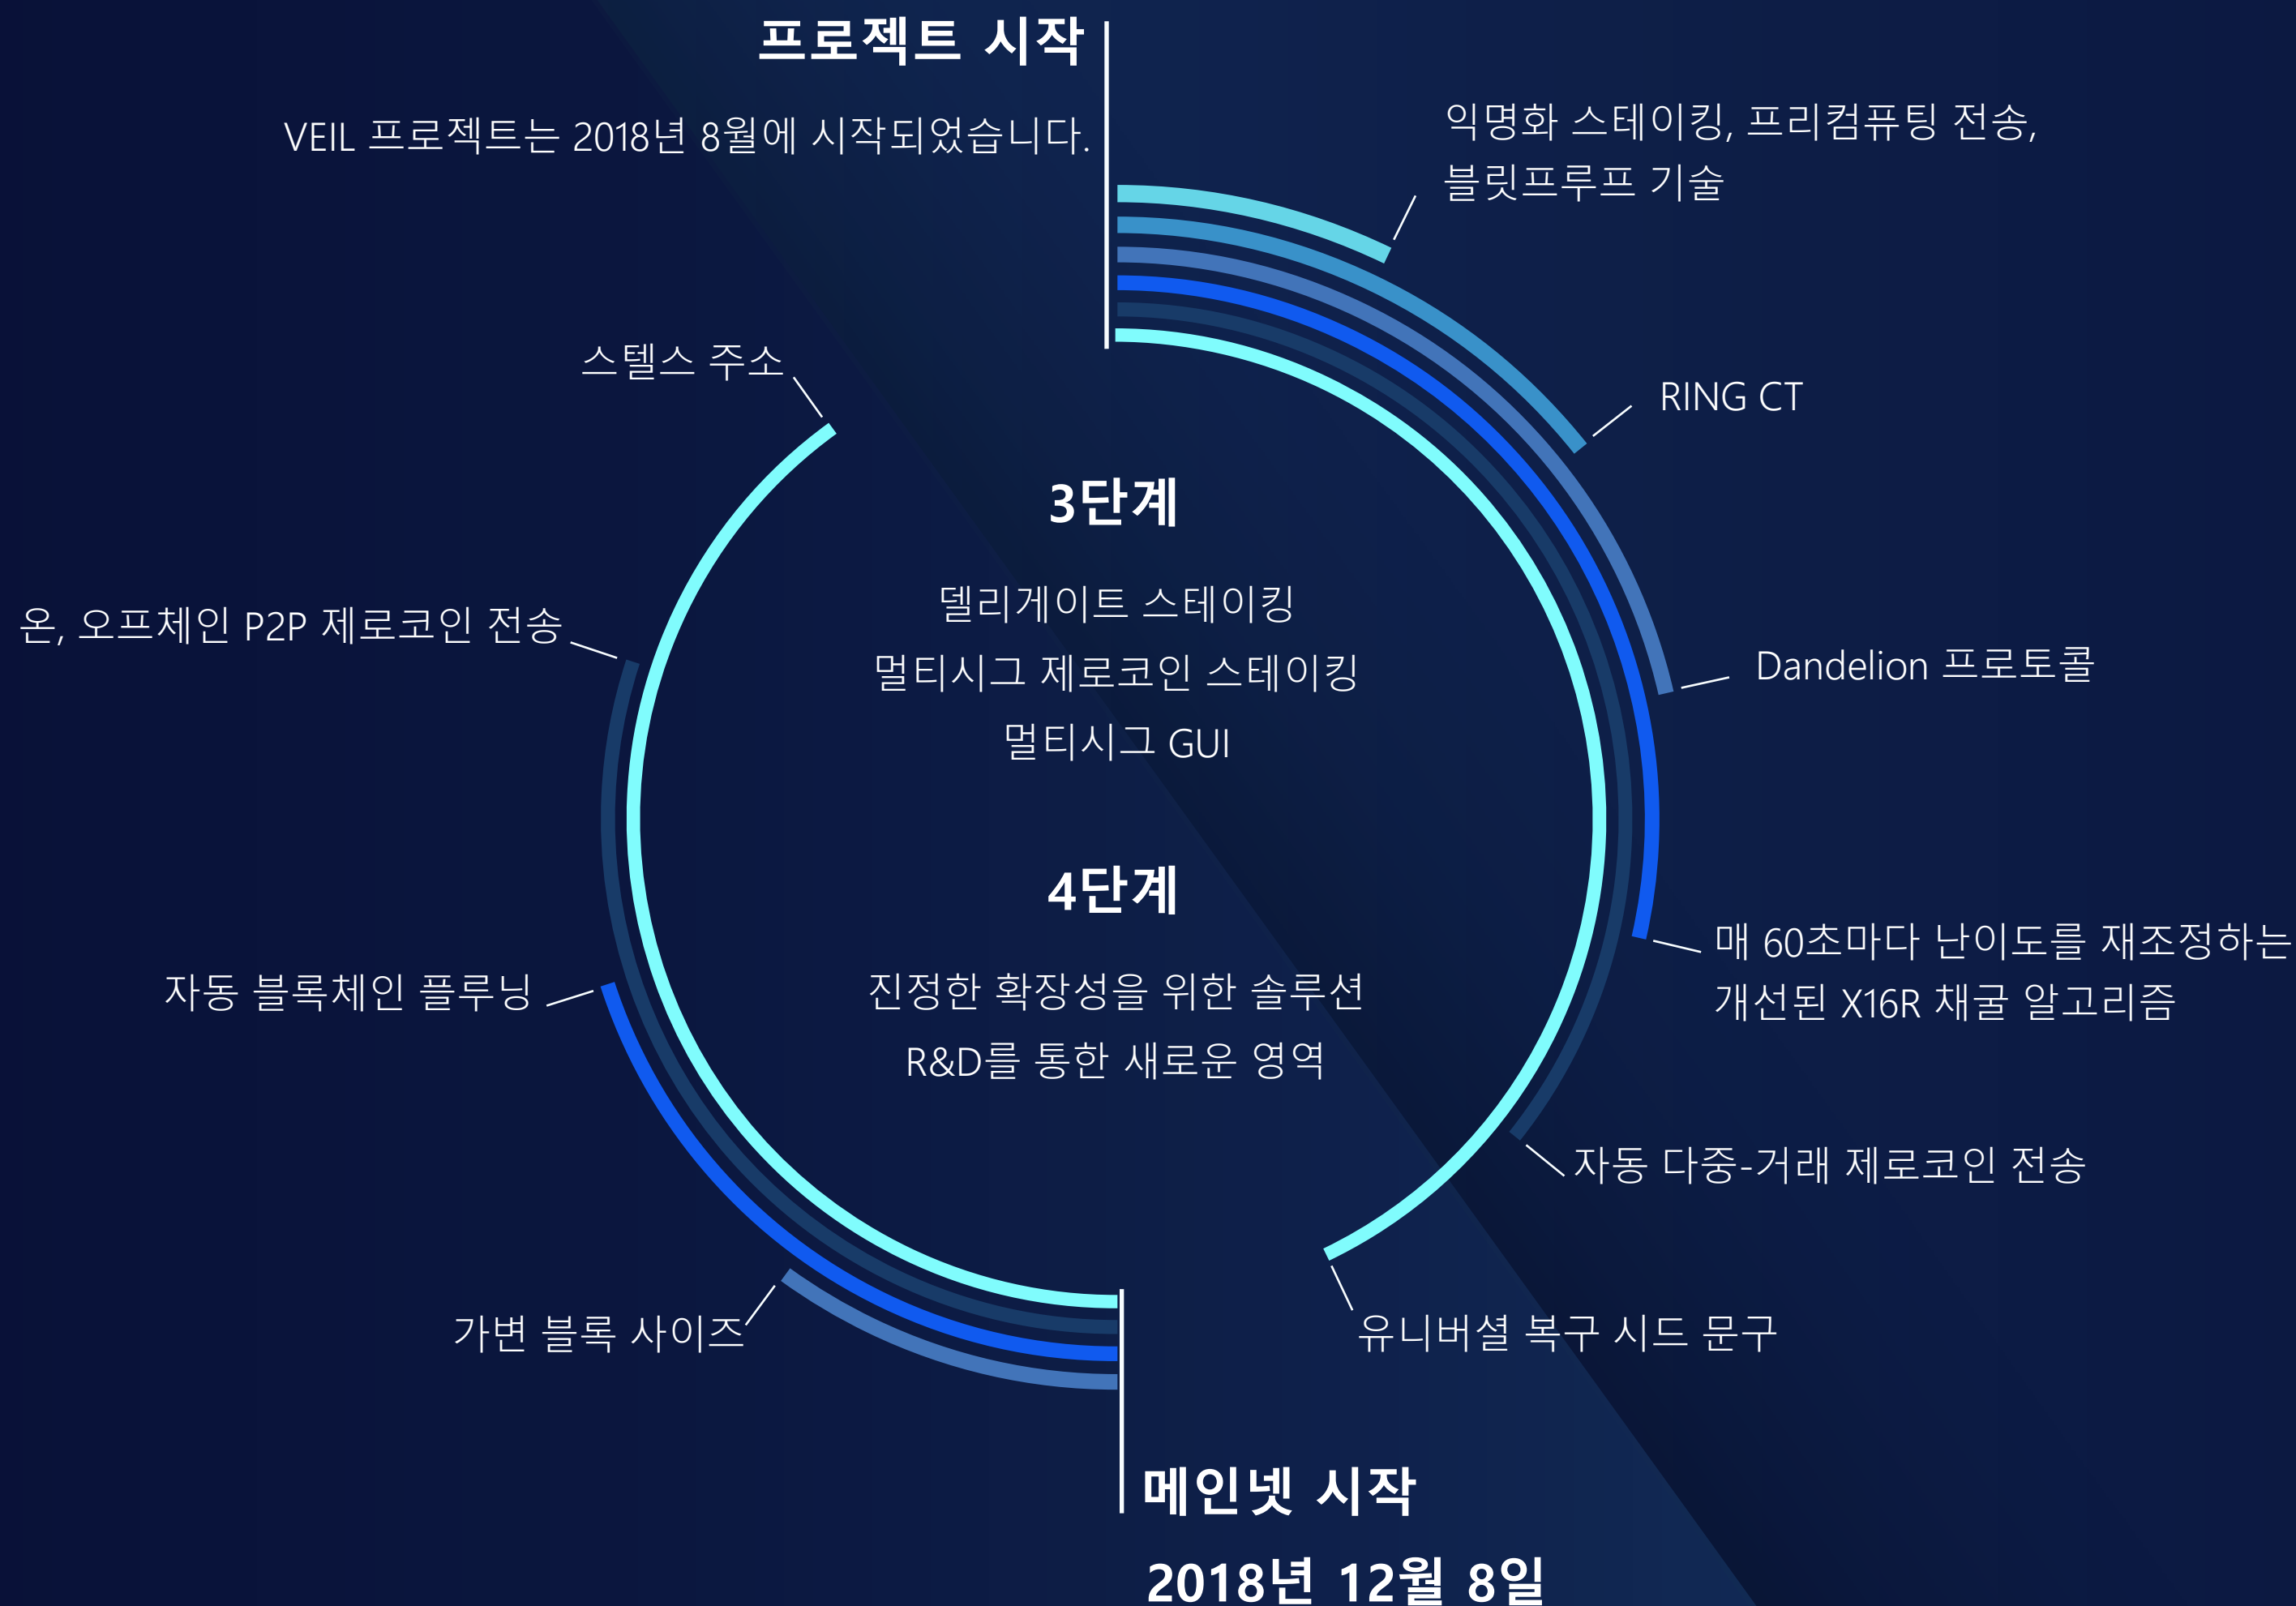 프로젝트 시작
VEIL 프로젝트는 2018년 8월에 시작되었습니다.
익명화 스테이킹, 프리컴퓨팅 전송,
블릿프루프 기술
RING CT
Dandelion 프로토콜
매 60초마다 난이도를 재조정하는
개선된 X16R 채굴 알고리즘
자동 다중-거래 제로코인 전송
유니버셜 복구 시드 문구
메인넷 시작
2018년 12월 8일
가변 블록 사이즈
자동 블록체인 플루닝
온, 오프체인 P2P 제로코인 전송
스텔스 주소
3단계
델리게이트 스테이킹
멀티시그 제로코인 스테이킹
멀티시그 GUI
4단계
진정한 확장성을 위한 솔루션
R&D를 통한 새로운 영역